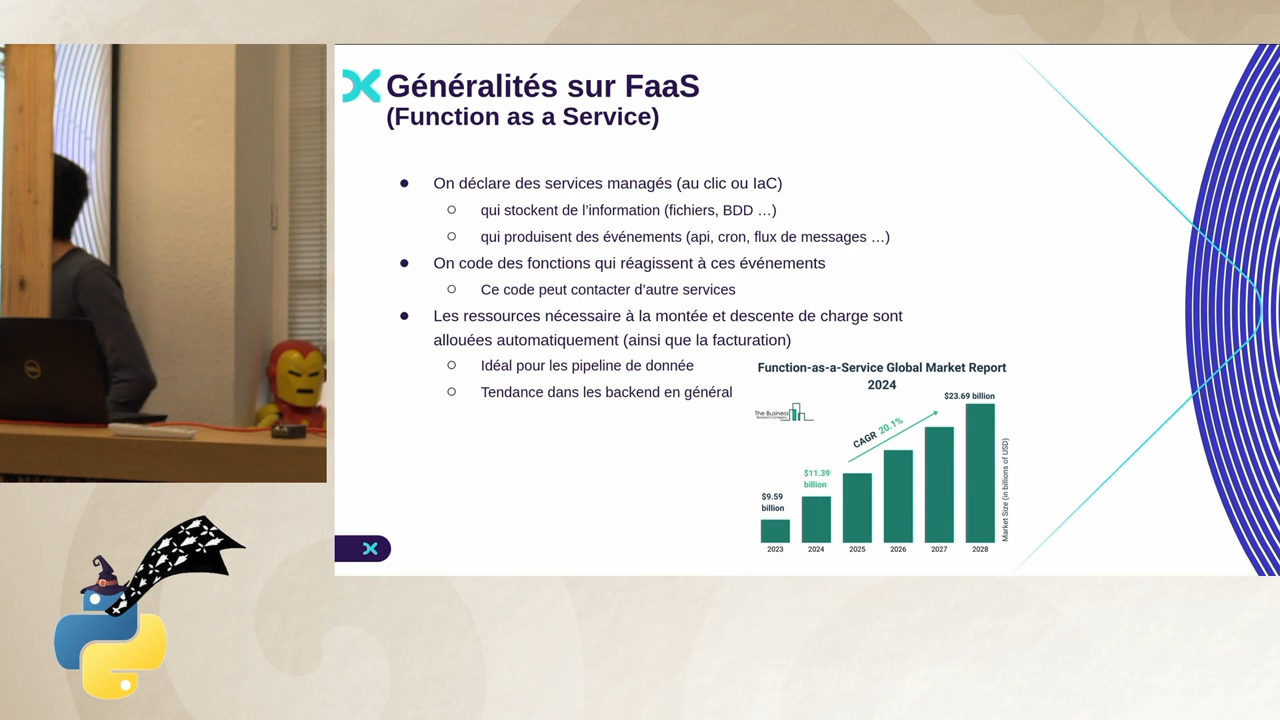 Généralités sur FaaS
(Function as a Service)
● On déclare des services managés (au clic ou IaC)
○ qui stockent de l’information (fichiers, BDD …)
○ qui produisent des événements (api, cron, flux de messages …)
● On code des fonctions qui réagissent à ces événements
○ Ce code peut contacter d’autre services
● Les ressources nécessaire à la montée et descente de charge sont
allouées automatiquement (ainsi que la facturation)
○ Idéal pour les pipeline de donnée
○ Tendance dans les backend en général
Function-as-a-Service Global Market Report
2024
The Business
Research Company
$23.69 billion
CAGR 20.1%
$11.39
billion
$9.59
billion
Market Size (in billions of USD)
2023 2024 2025 2026 2027 2028